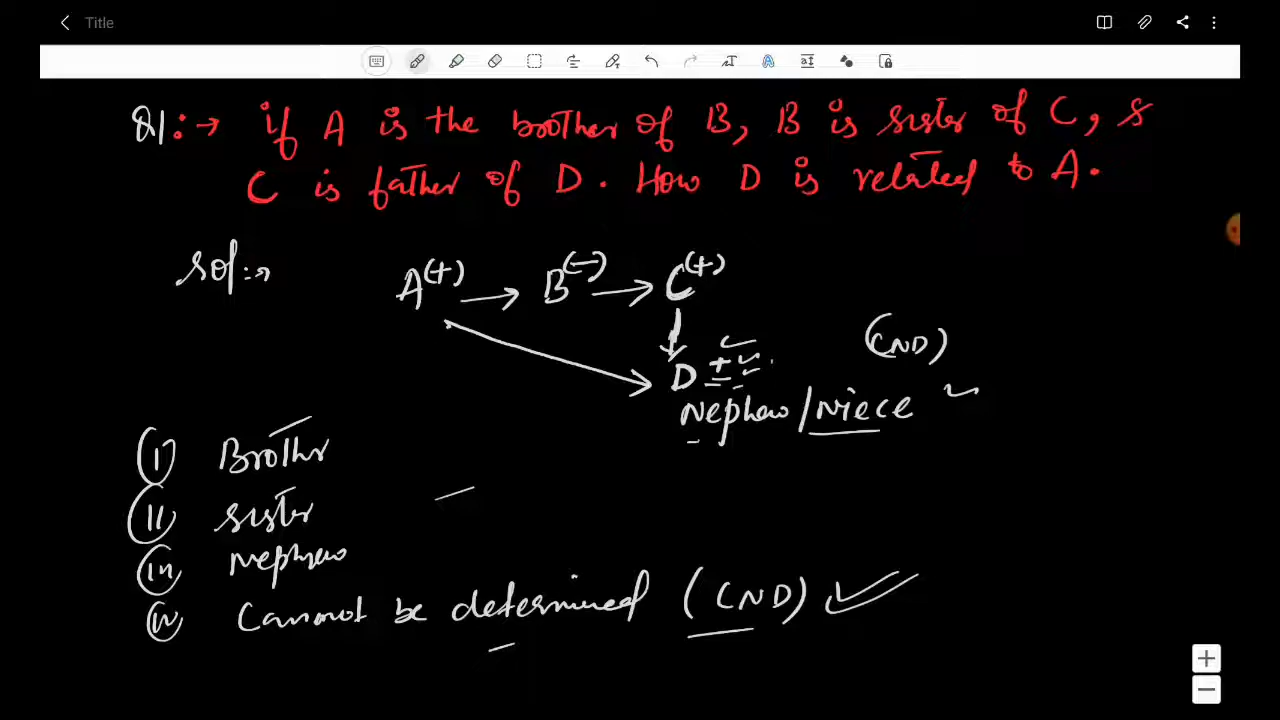 Title
Q1:→ if A is the brother of B, B is sister of C, &
C is father of D. How D is related to A.
Sol:→
A(+) → B(-) → C(+)
D +
(CND)
Nephew/Niece
(i) Brother
(ii) Sister
(iii) Nephew
(iv) Cannot be determined (CND)